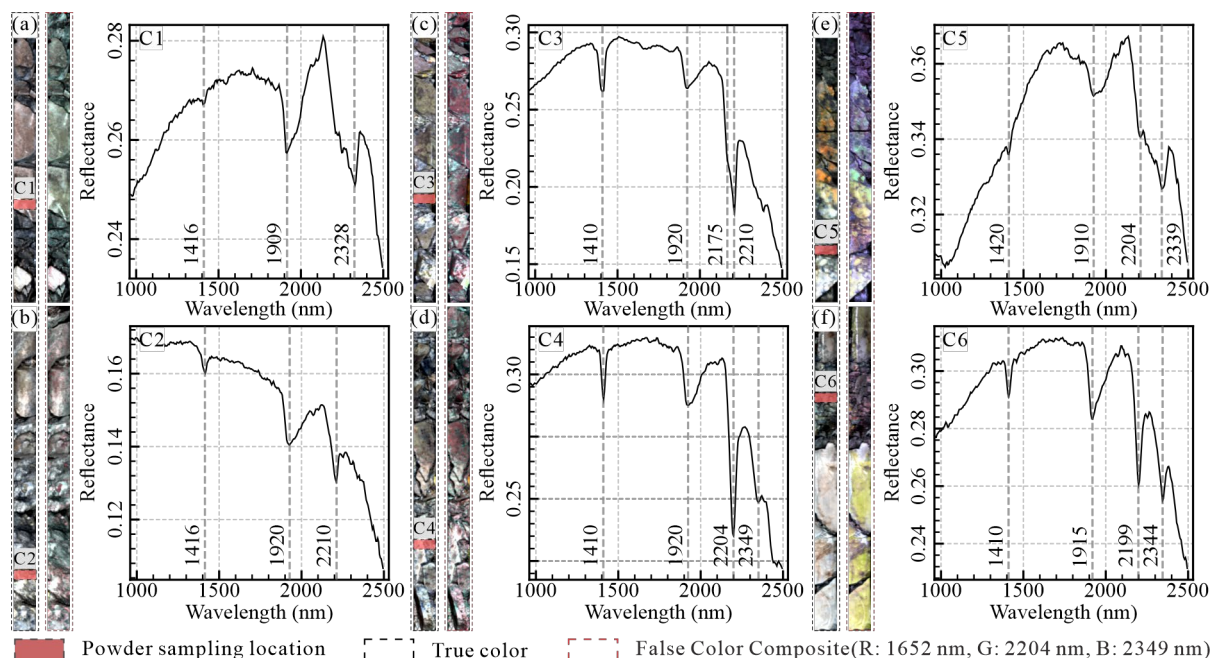 (a)
C1
C1
0.28
0.26
0.24
Reflectance
1416
1909
2328
1000
1500
2000
2500
Wavelength (nm)
(b)
C2
C2
0.16
0.14
0.12
Reflectance
1416
1920
2210
1000
1500
2000
2500
Wavelength (nm)
(c)
C3
C3
0.30
0.25
0.20
0.15
Reflectance
1410
1920
2175
2210
1000
1500
2000
2500
Wavelength (nm)
(d)
C4
C4
0.30
0.25
Reflectance
1410
1920
2204
2349
1000
1500
2000
2500
Wavelength (nm)
(e)
C5
C5
0.36
0.34
0.32
Reflectance
1420
1910
2204
2339
1000
1500
2000
2500
Wavelength (nm)
(f)
C6
C6
0.30
0.28
0.26
0.24
Reflectance
1410
1915
2199
2344
1000
1500
2000
2500
Wavelength (nm)
Powder sampling location
True color
False Color Composite(R: 1652 nm, G: 2204 nm, B: 2349 nm)